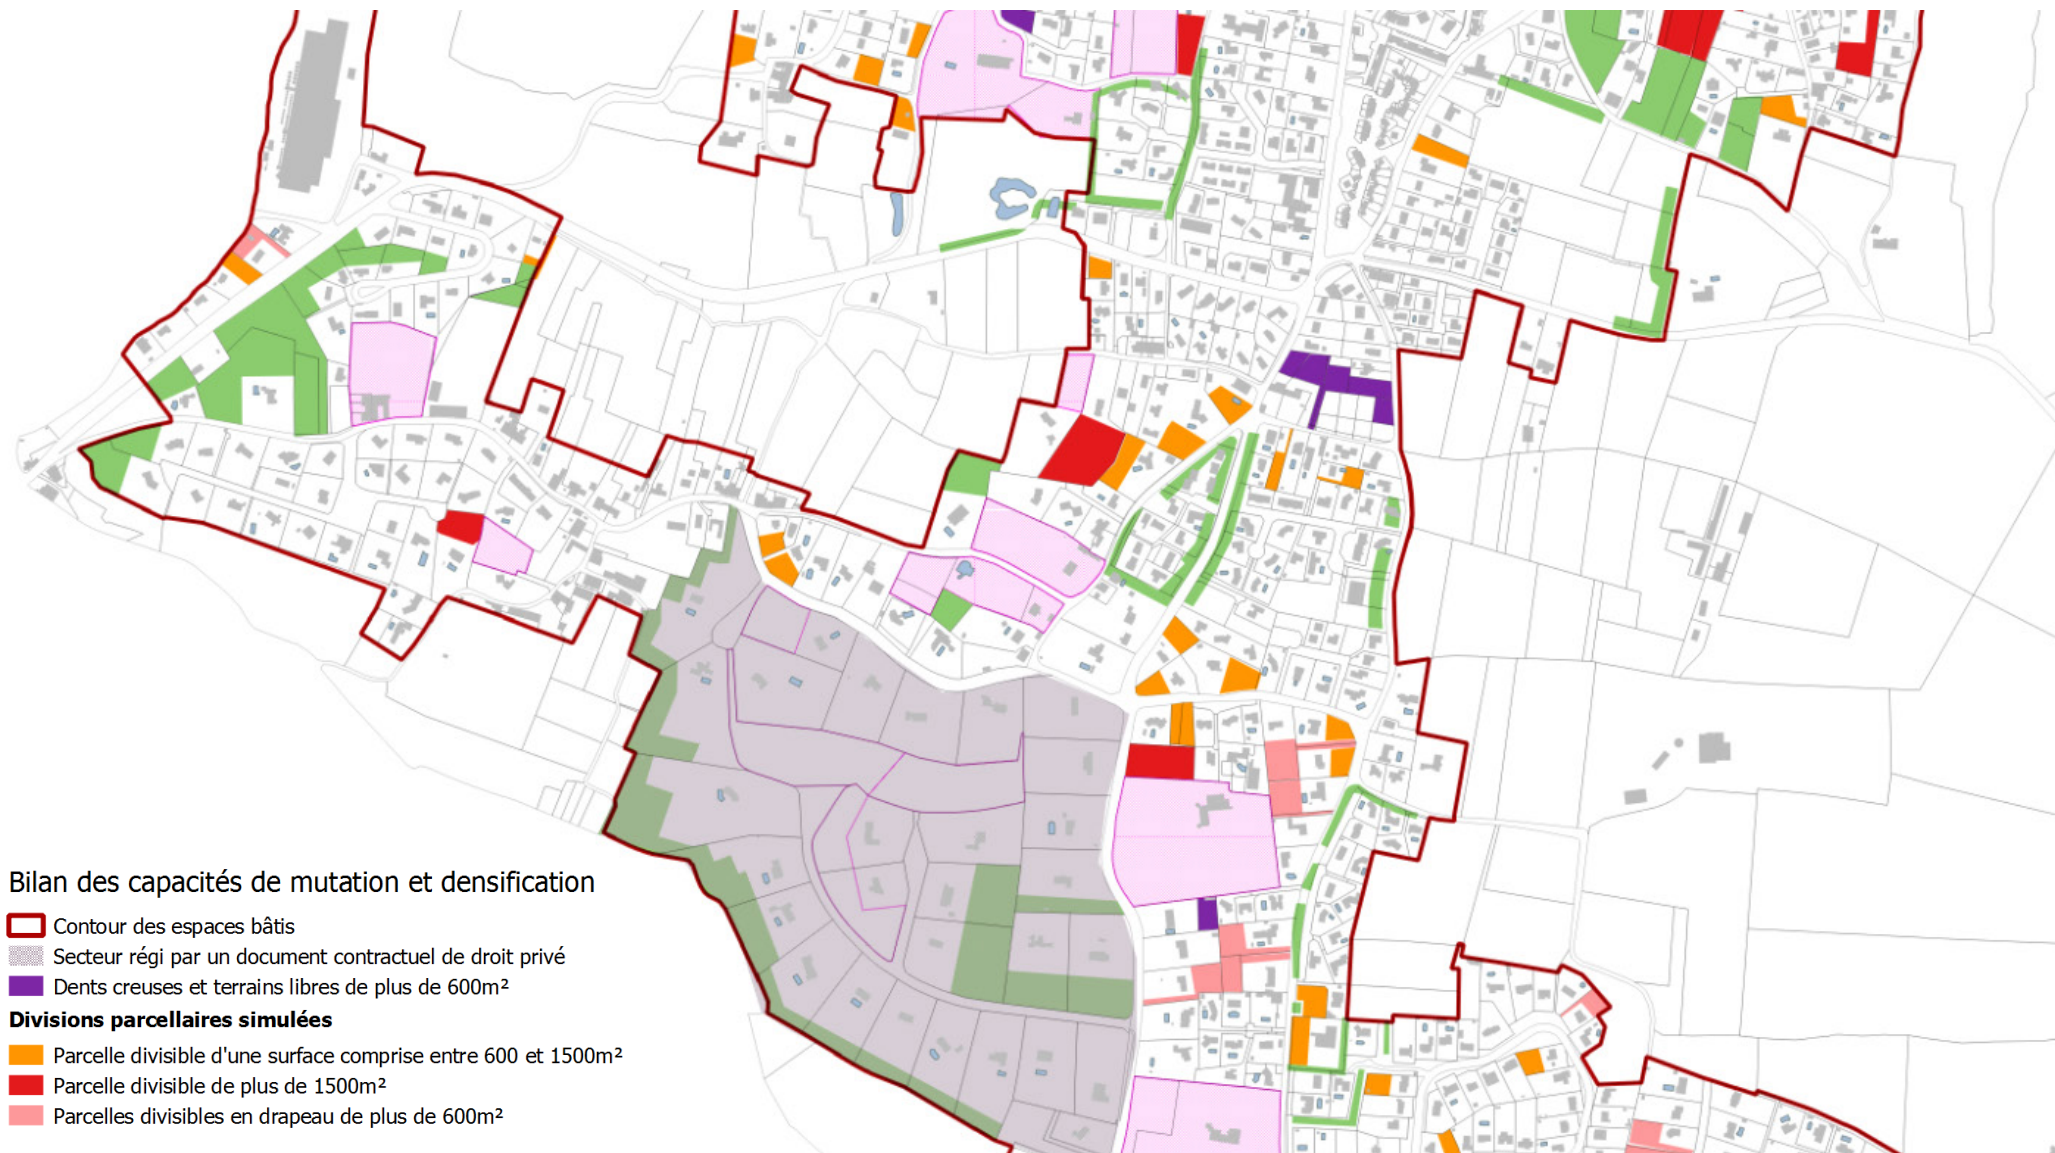 Bilan des capacités de mutation et densification
Contour des espaces bâtis
Secteur régi par un document contractuel de droit privé
Dents creuses et terrains libres de plus de 600m²
Divisions parcellaires simulées
Parcelle divisible d'une surface comprise entre 600 et 1500m²
Parcelle divisible de plus de 1500m²
Parcelles divisibles en drapeau de plus de 600m²